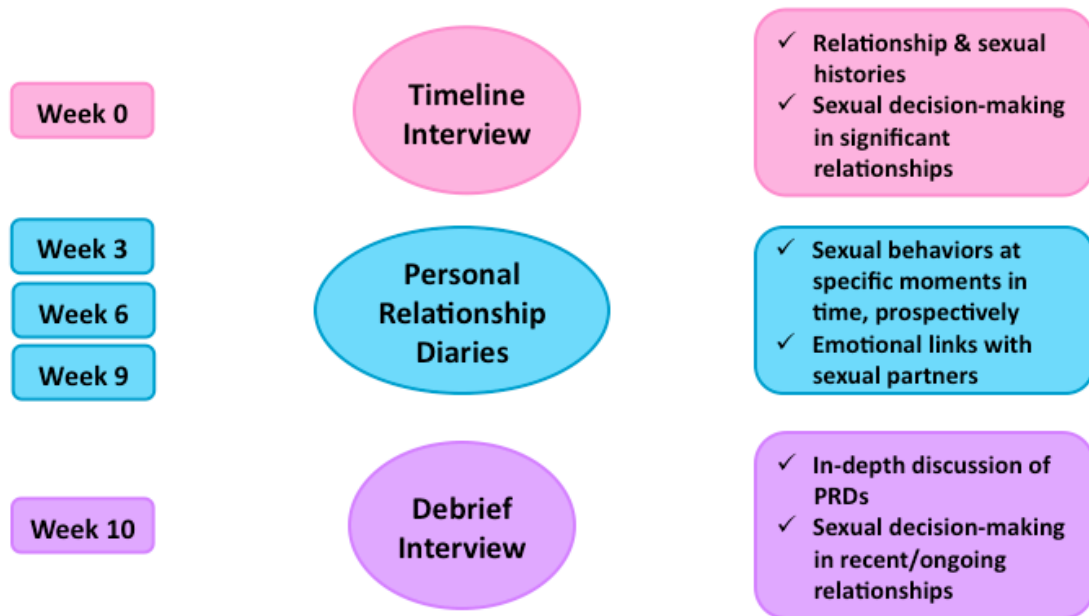 Week 0
Timeline
Interview
✓ Relationship & sexual
histories
✓ Sexual decision-making
in significant
relationships
Week 3
Week 6
Week 9
Personal
Relationship
Diaries
✓ Sexual behaviors at
specific moments in
time, prospectively
✓ Emotional links with
sexual partners
Week 10
Debrief
Interview
✓ In-depth discussion of
PRDs
✓ Sexual decision-making
in recent/ongoing
relationships